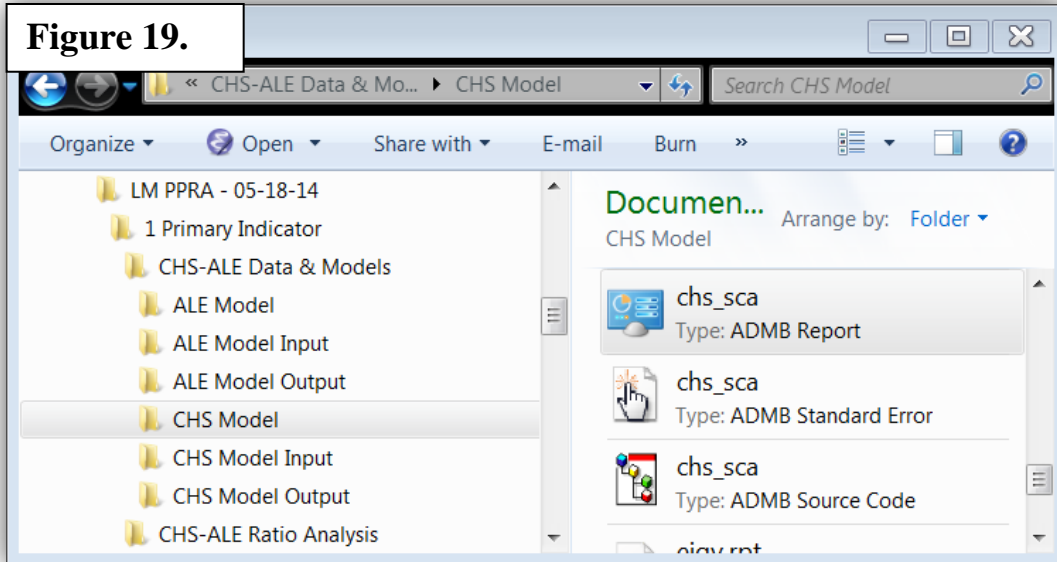 Figure 19.
« CHS-ALE Data & Mo... CHS Model
Search CHS Model
Organize Open Share with E-mail Burn »
LM PPRA - 05-18-14
1 Primary Indicator
CHS-ALE Data & Models
ALE Model
ALE Model Input
ALE Model Output
CHS Model
CHS Model Input
CHS Model Output
CHS-ALE Ratio Analysis
Documen...
CHS Model
Arrange by: Folder
chs_sca
Type: ADMB Report
chs_sca
Type: ADMB Standard Error
chs_sca
Type: ADMB Source Code